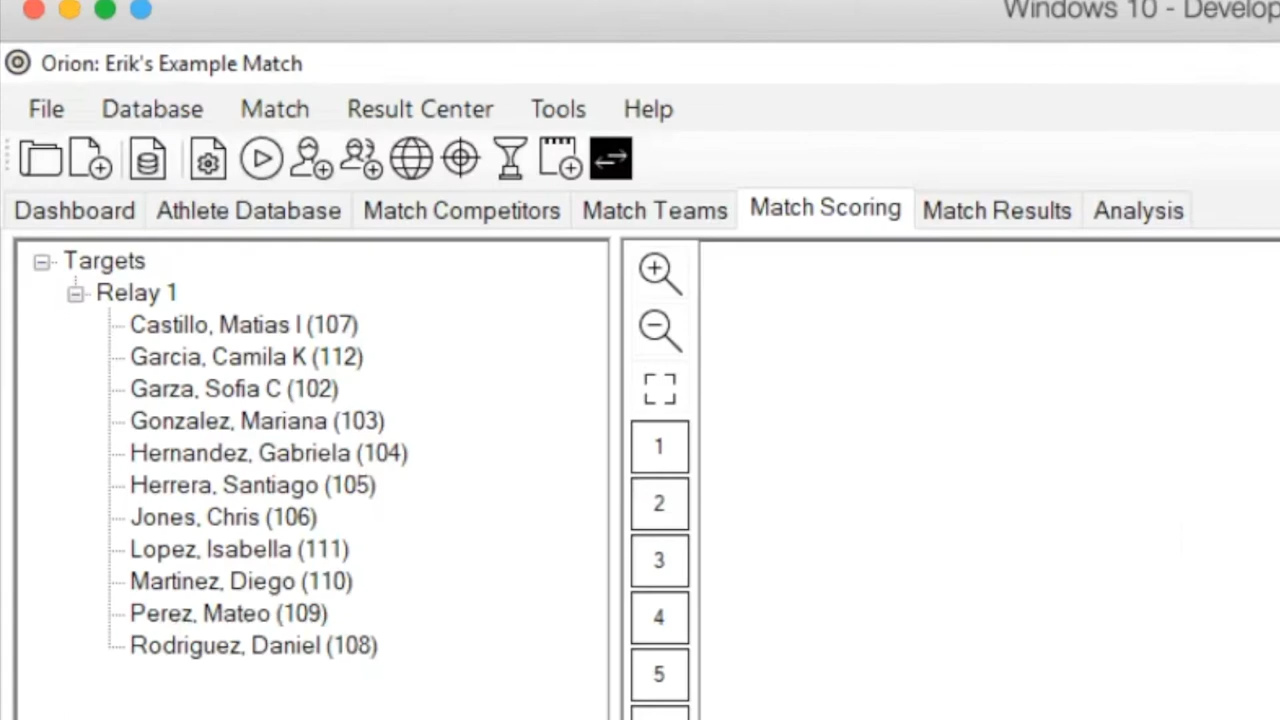 Windows 10 - Develop
Orion: Erik's Example Match
File Database Match Result Center Tools Help
Dashboard Athlete Database Match Competitors Match Teams Match Scoring Match Results Analysis
Targets
Relay 1
Castillo, Matias I (107)
Garcia, Camila K (112)
Garza, Sofia C (102)
Gonzalez, Mariana (103)
Hernandez, Gabriela (104)
Herrera, Santiago (105)
Jones, Chris (106)
Lopez, Isabella (111)
Martinez, Diego (110)
Perez, Mateo (109)
Rodriguez, Daniel (108)
1
2
3
4
5